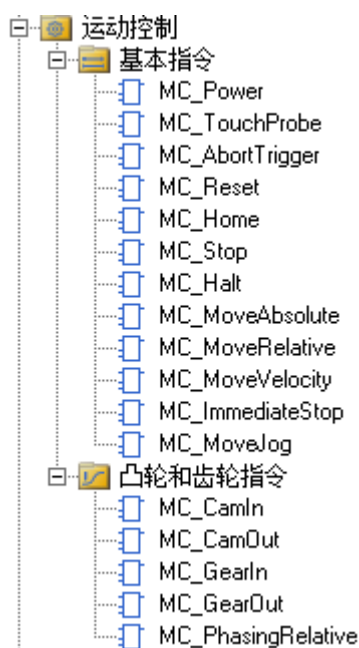 运动控制
基本指令
MC_Power
MC_TouchProbe
MC_AbortTrigger
MC_Reset
MC_Home
MC_Stop
MC_Halt
MC_MoveAbsolute
MC_MoveRelative
MC_MoveVelocity
MC_ImmediateStop
MC_MoveJog
凸轮和齿轮指令
MC_CamIn
MC_CamOut
MC_GearIn
MC_GearOut
MC_PhasingRelative